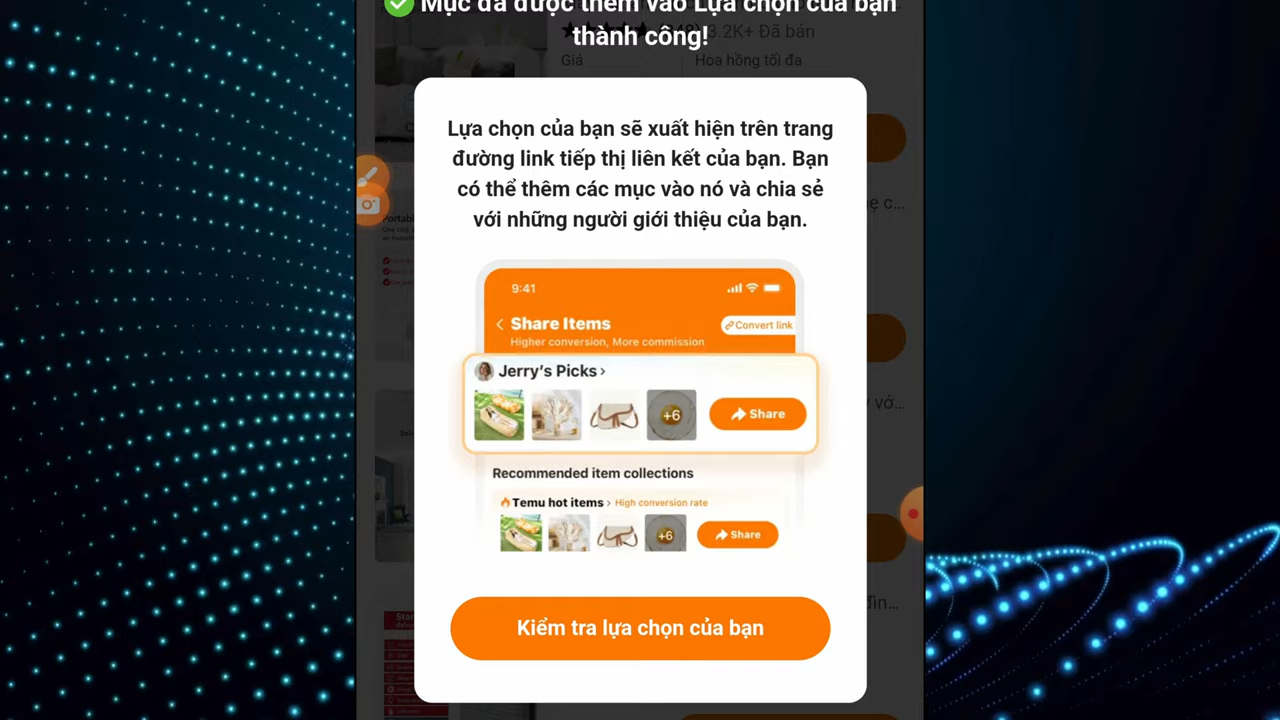 Mục đã được thêm vào Lựa chọn của bạn
thành công!
3.2K+ Đã bán
Giá
Hoa hồng tối đa
Lựa chọn của bạn sẽ xuất hiện trên trang
đường link tiếp thị liên kết của bạn. Bạn
có thể thêm các mục vào nó và chia sẻ
với những người giới thiệu của bạn.
9:41
Share Items
Convert link
Higher conversion, More commission
Jerry's Picks ›
+6
Share
Recommended item collections
Temu hot items › High conversion rate
+6
Share
Kiểm tra lựa chọn của bạn